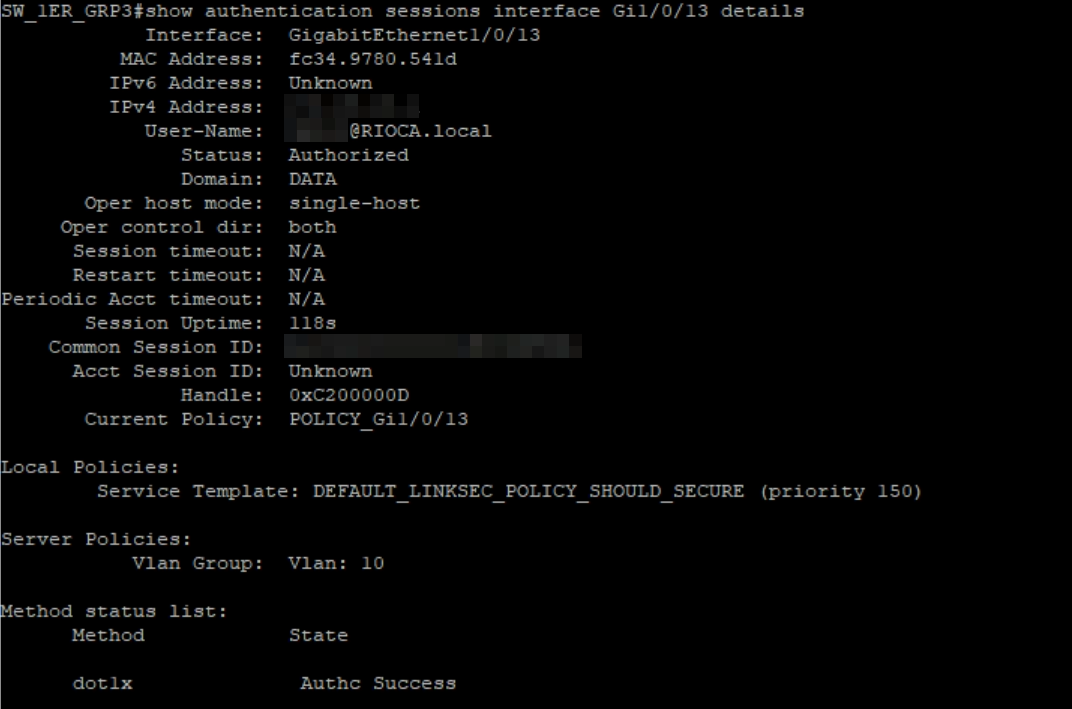 SW_1ER_GRP3#show authentication sessions interface Gi1/0/13 details
Interface: GigabitEthernet1/0/13
MAC Address: fc34.9780.541d
IPv6 Address: Unknown
IPv4 Address:
User-Name: @RIOCA.local
Status: Authorized
Domain: DATA
Oper host mode: single-host
Oper control dir: both
Session timeout: N/A
Restart timeout: N/A
Periodic Acct timeout: N/A
Session Uptime: 118s
Common Session ID:
Acct Session ID: Unknown
Handle: 0xC200000D
Current Policy: POLICY_Gi1/0/13
Local Policies:
Service Template: DEFAULT_LINKSEC_POLICY_SHOULD_SECURE (priority 150)
Server Policies:
Vlan Group: Vlan: 10
Method status list:
Method State
dot1x Authc Success